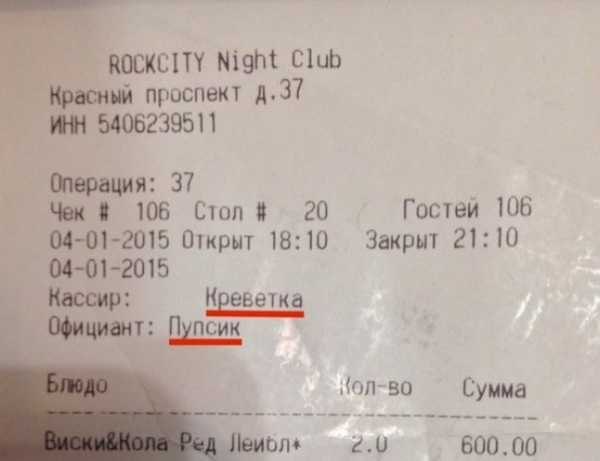 ROCKCITY Night Club
Красный проспект д.37
ИНН 5406239511
Операция: 37
Чек # 106 Стол # 20 Гостей 106
04-01-2015 Открыт 18:10 Закрыт 21:10
04-01-2015
Кассир: Креветка
Официант: Пупсик
Блюдо Кол-во Сумма
Виски&Кола Ред Лейбл* 2.0 600.00